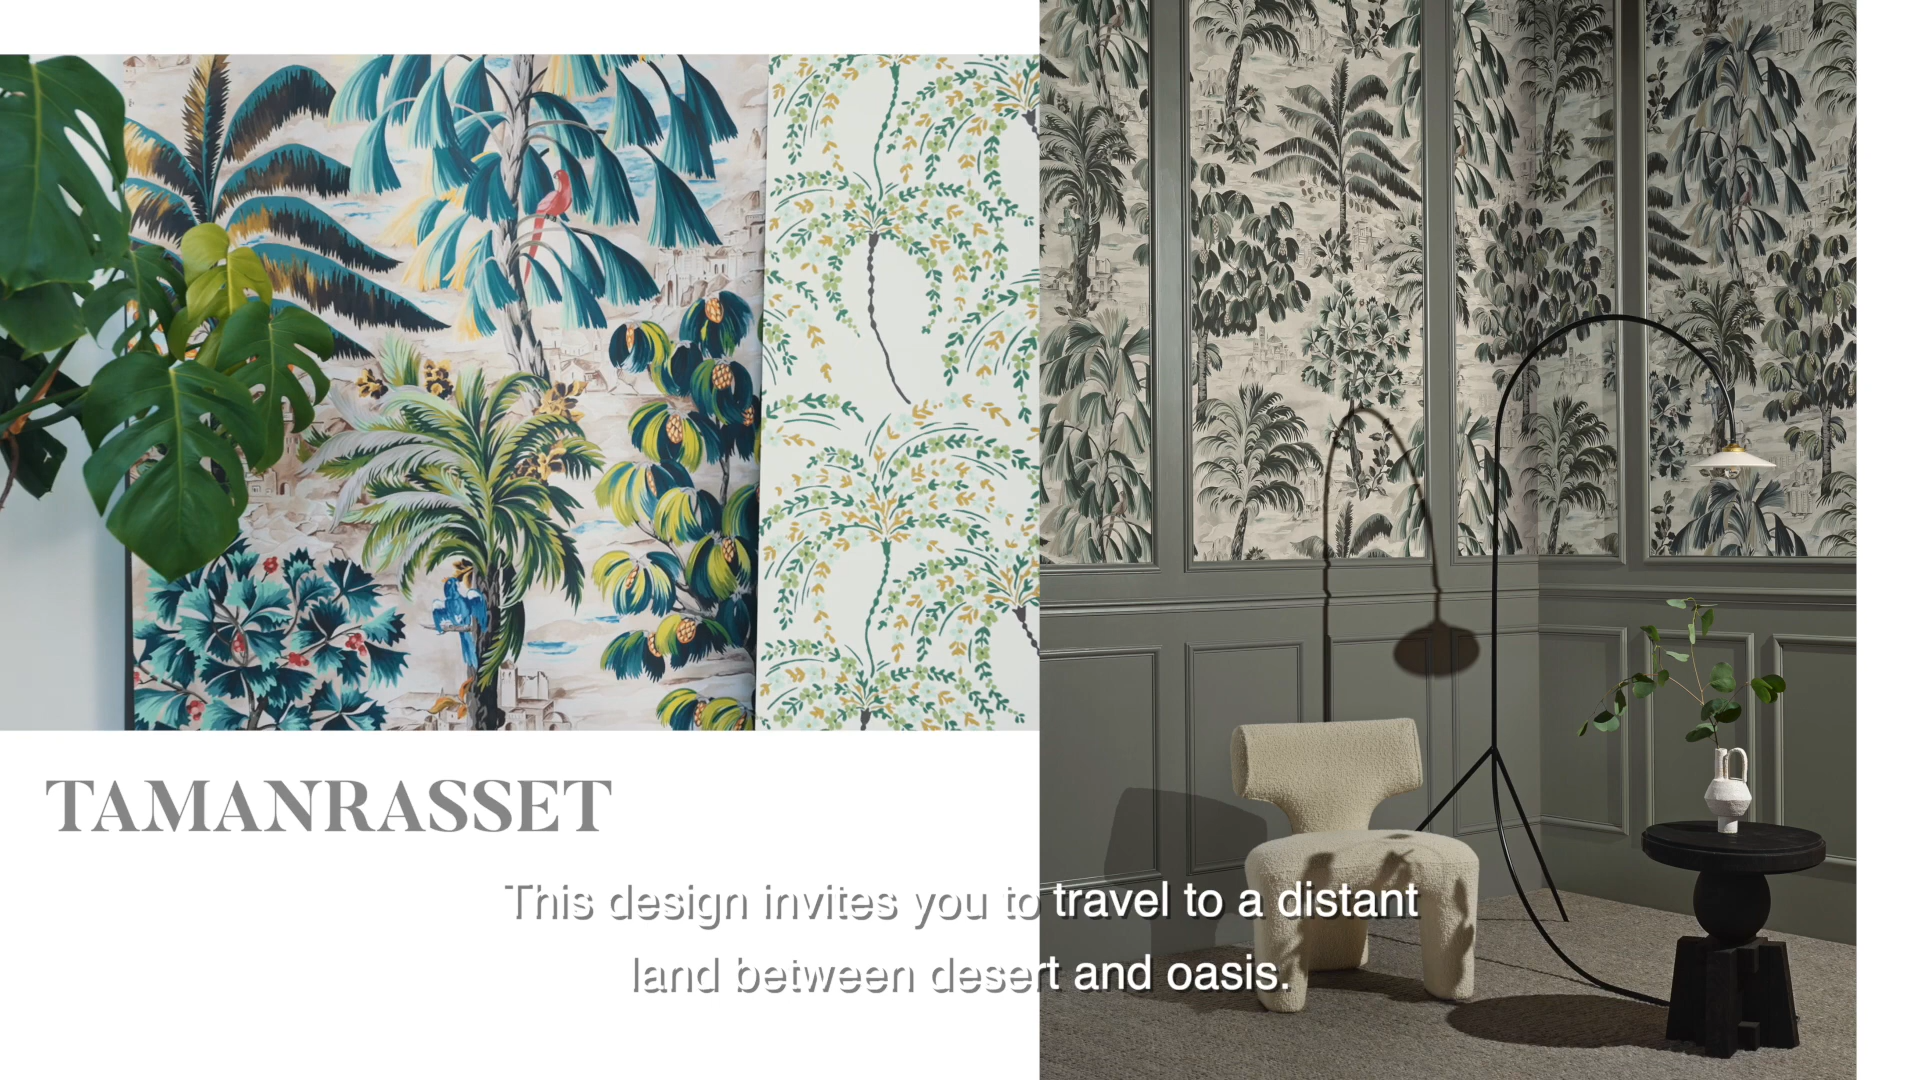 TAMANRASSET
This design invites you to travel to a distant
land between desert and oasis.